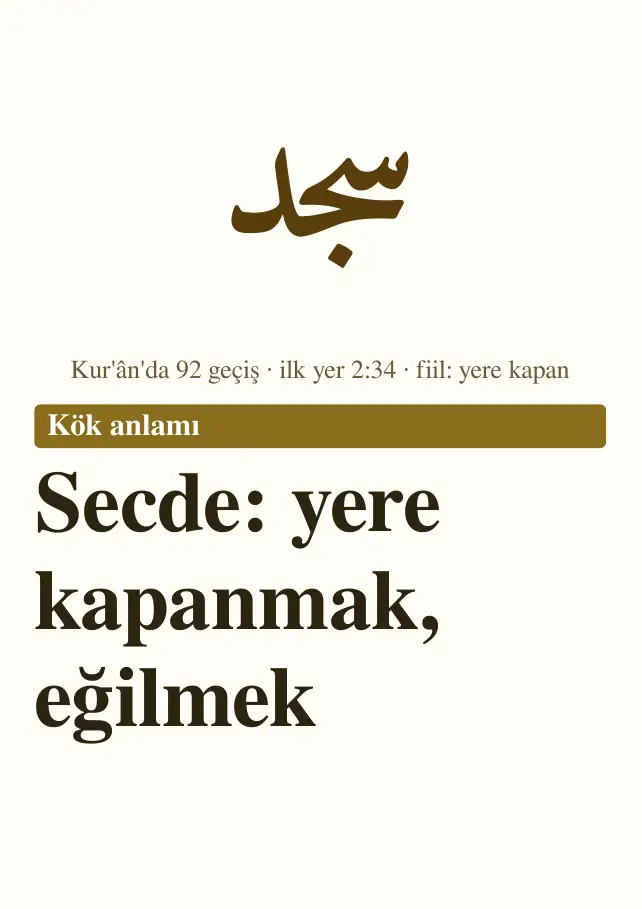 سجد
Kur'ân'da 92 geçiş · ilk yer 2:34 · fiil: yere kapan
Kök anlamı
Secde: yere
kapanmak,
eğilmek